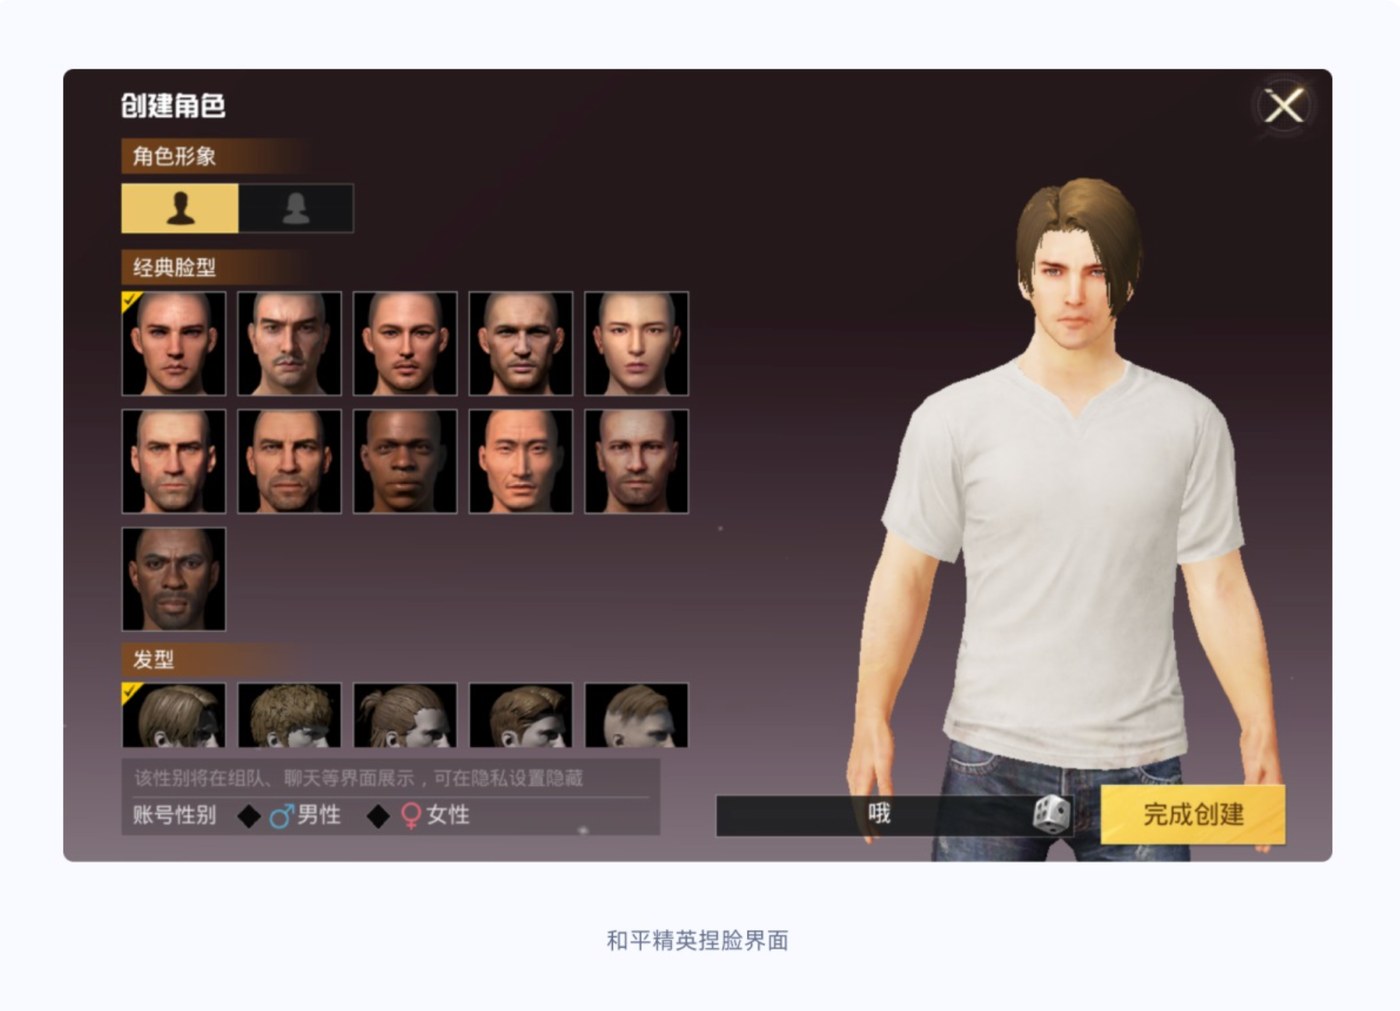 创建角色
角色形象
经典脸型
发型
该性别将在组队、聊天等界面展示，可在隐私设置隐藏
账号性别 男性 女性
哦
完成创建
和平精英捏脸界面